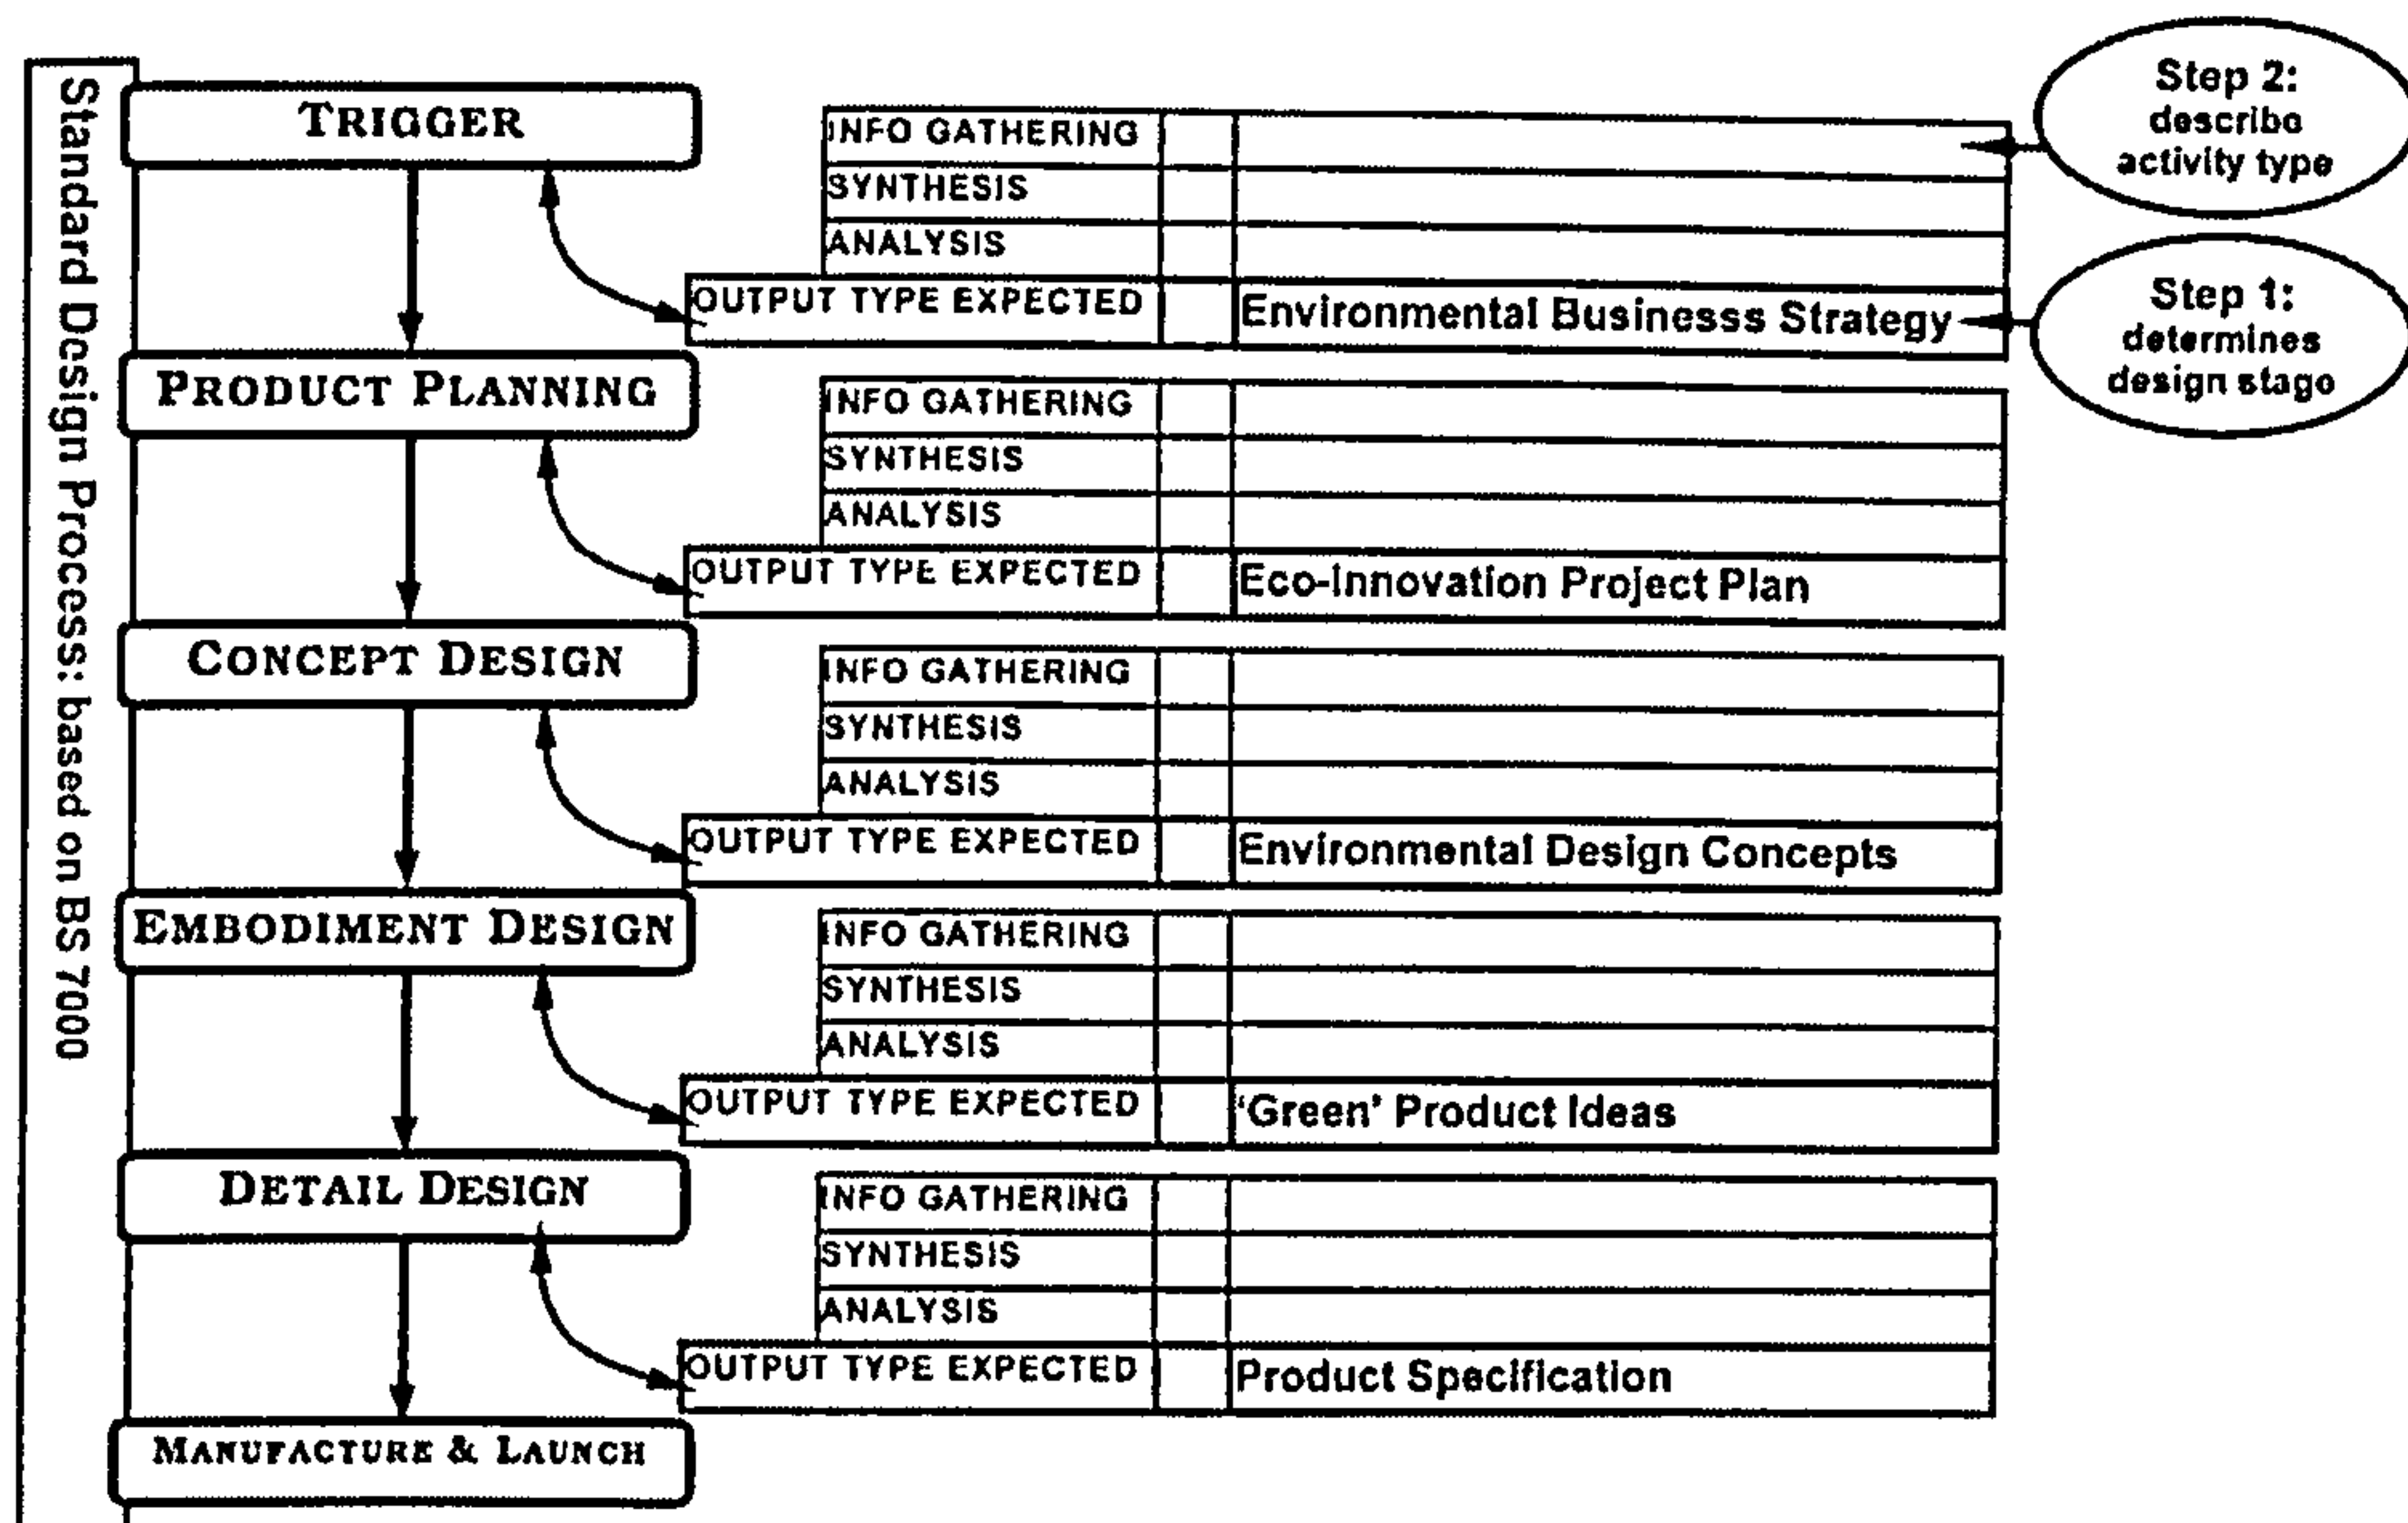 Standard Design Process: based on BS 7000
TRIGGER
INFO GATHERING
SYNTHESIS
ANALYSIS
OUTPUT TYPE EXPECTED
Environmental Businesss Strategy
Step 2:
describe
activity type
Step 1:
determines
design stage
PRODUCT PLANNING
INFO GATHERING
SYNTHESIS
ANALYSIS
OUTPUT TYPE EXPECTED
Eco-Innovation Project Plan
CONCEPT DESIGN
INFO GATHERING
SYNTHESIS
ANALYSIS
OUTPUT TYPE EXPECTED
Environmental Design Concepts
EMBODIMENT DESIGN
INFO GATHERING
SYNTHESIS
ANALYSIS
OUTPUT TYPE EXPECTED
‘Green’ Product Ideas
DETAIL DESIGN
INFO GATHERING
SYNTHESIS
ANALYSIS
OUTPUT TYPE EXPECTED
Product Specification
MANUFACTURE & LAUNCH